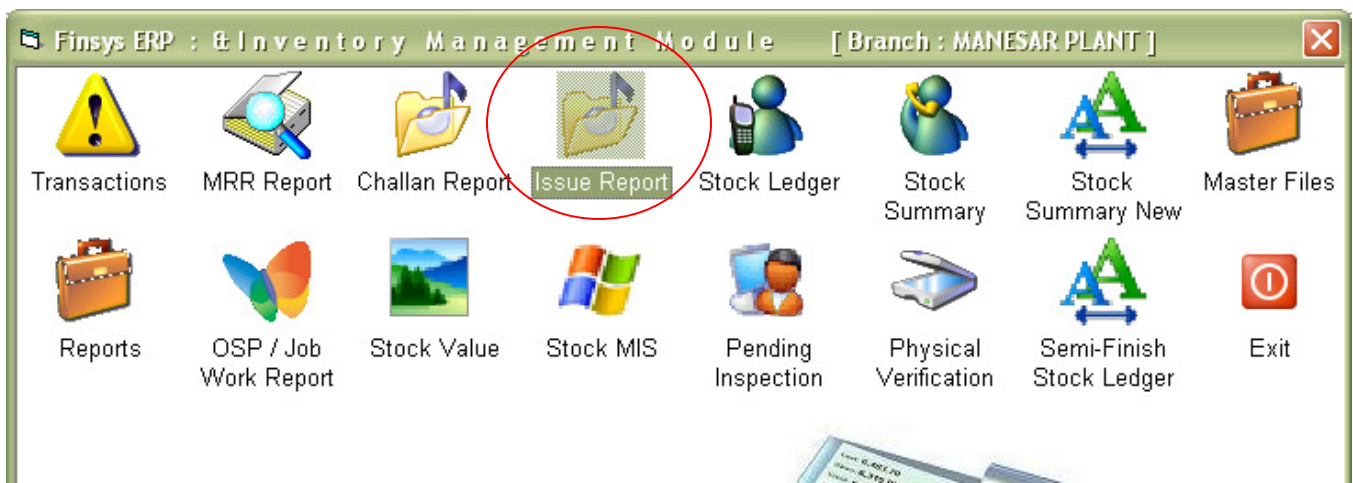 Finsys ERP : &Inventory Management Module [ Branch : MANESAR PLANT ]
Transactions
MRR Report
Challan Report
Issue Report
Stock Ledger
Stock
Summary
Stock
Summary New
Master Files
Reports
OSP / Job
Work Report
Stock Value
Stock MIS
Pending
Inspection
Physical
Verification
Semi-Finish
Stock Ledger
Exit